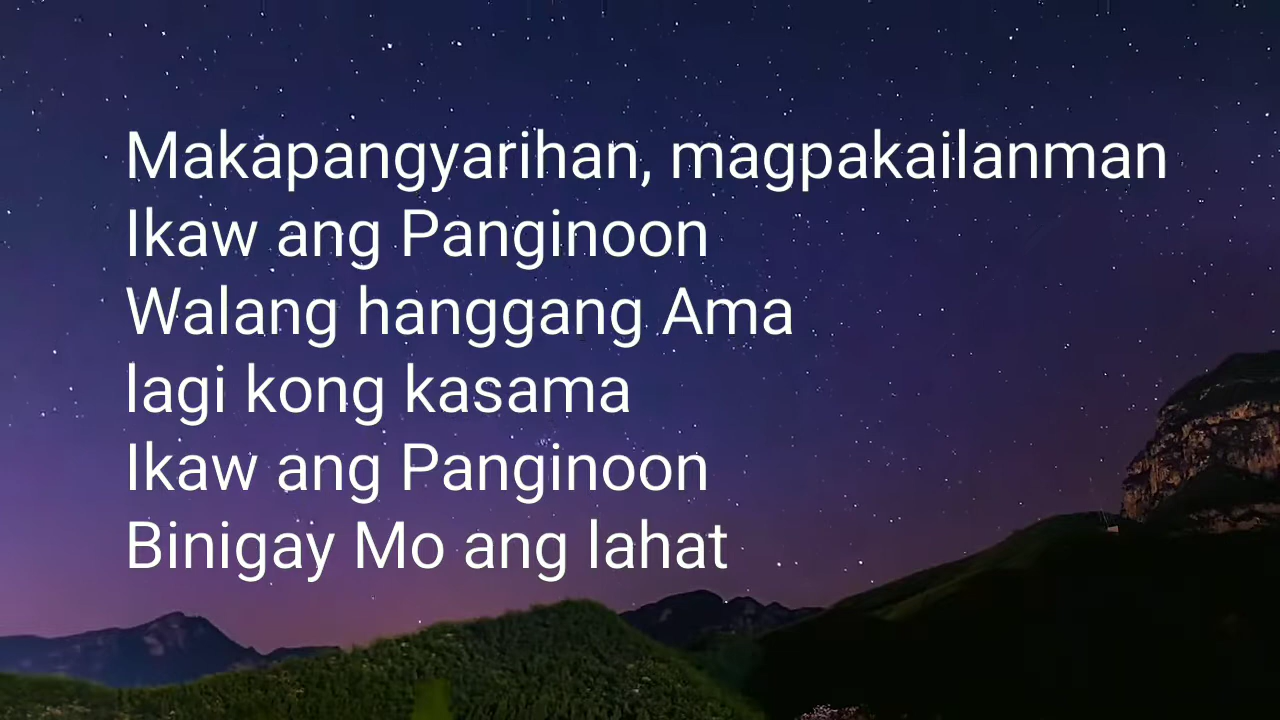 Makapangyarihan, magpakailanman
Ikaw ang Panginoon
Walang hanggang Ama
lagi kong kasama
Ikaw ang Panginoon
Binigay Mo ang lahat